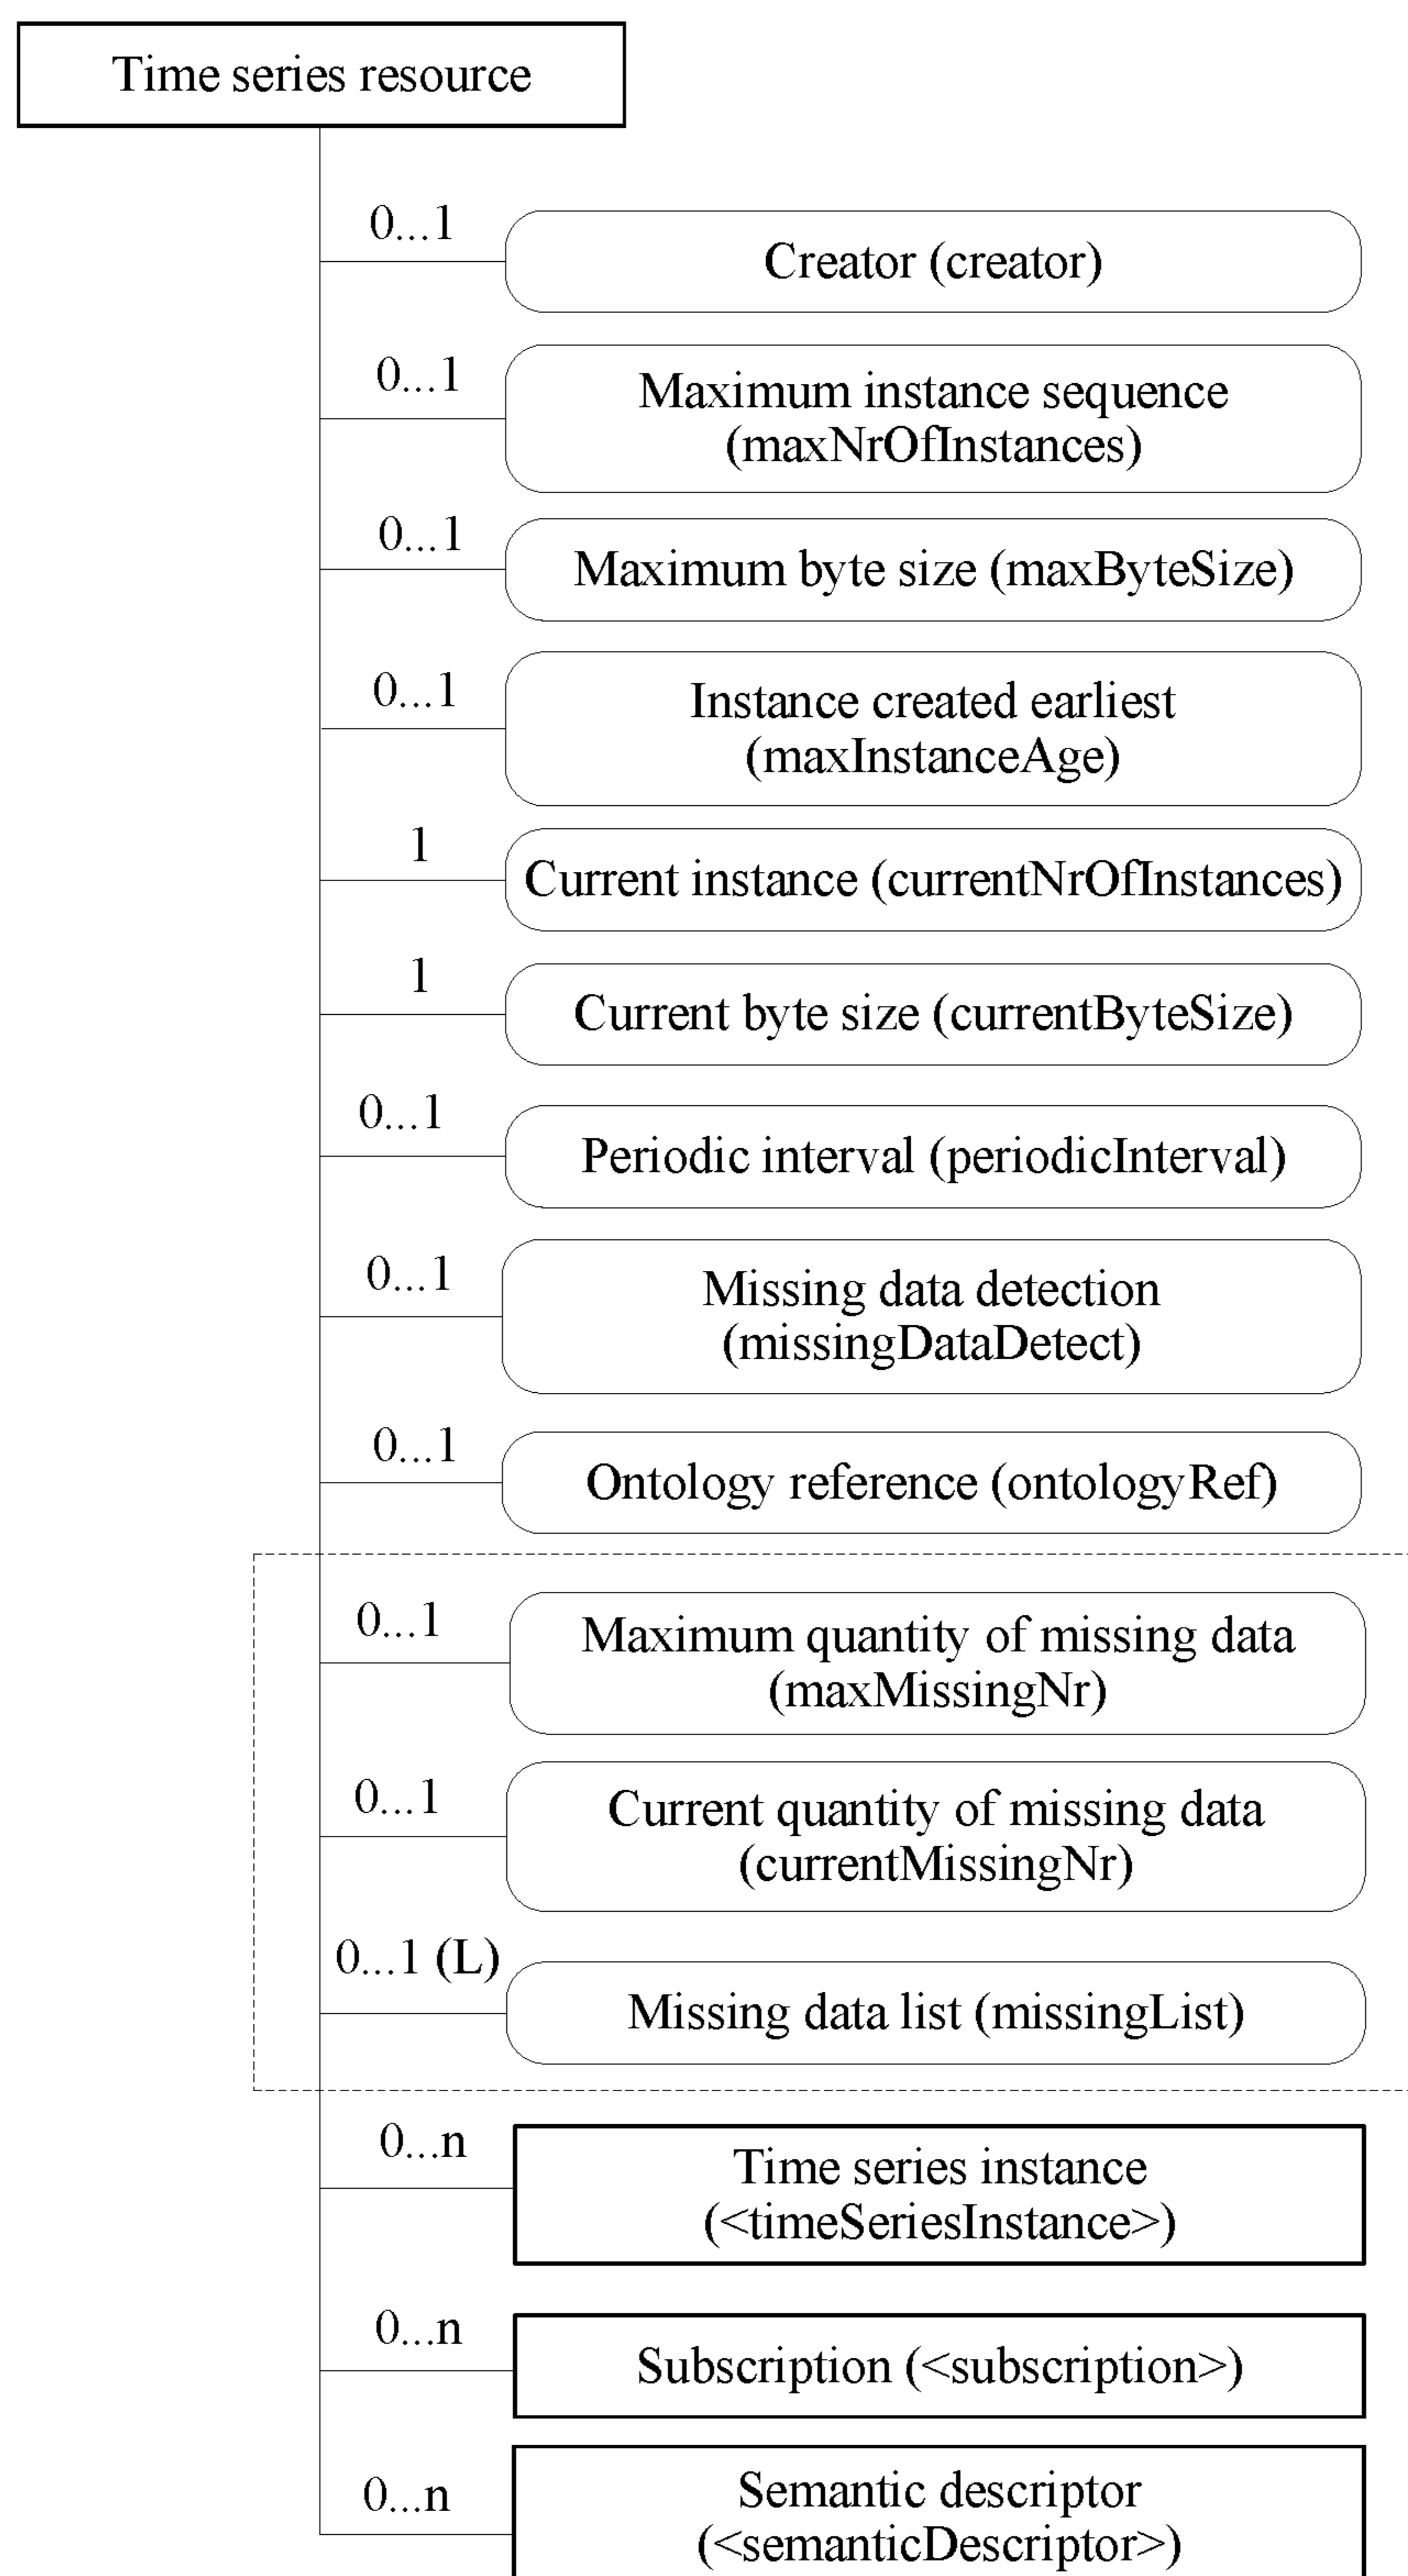 Time series resource
0...1
Creator (creator)
0...1
Maximum instance sequence
(maxNrOfInstances)
0...1
Maximum byte size (maxByteSize)
0...1
Instance created earliest
(maxInstanceAge)
1
Current instance (currentNrOfInstances)
1
Current byte size (currentByteSize)
0...1
Periodic interval (periodicInterval)
0...1
Missing data detection
(missingDataDetect)
0...1
Ontology reference (ontologyRef)
0...1
Maximum quantity of missing data
(maxMissingNr)
0...1
Current quantity of missing data
(currentMissingNr)
0...1 (L)
Missing data list (missingList)
0...n
Time series instance
(<timeSeriesInstance>)
0...n
Subscription (<subscription>)
0...n
Semantic descriptor
(<semanticDescriptor>)